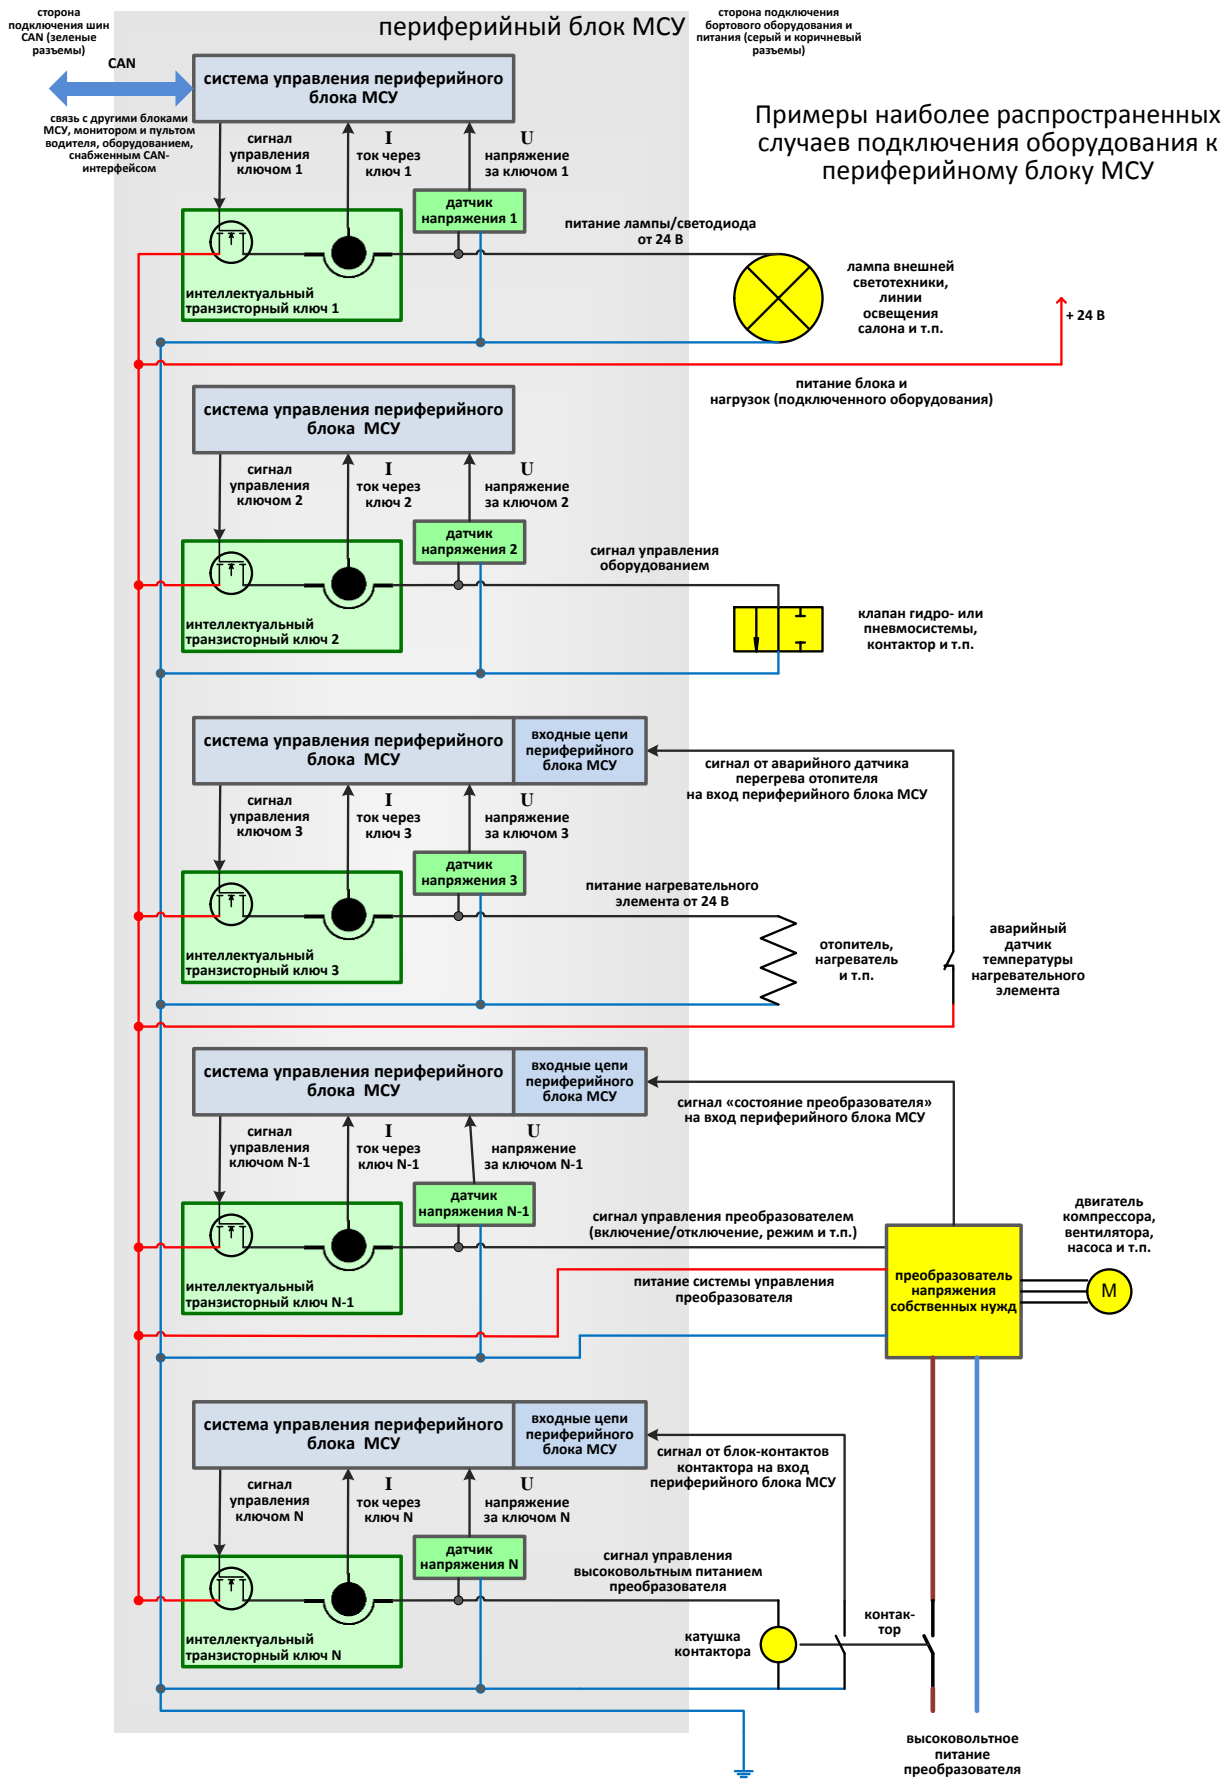 сторона
подключения шин
CAN (зеленые
разъемы)
периферийный блок МСУ
сторона подключения
бортового оборудования и
питания (серый и коричневый
разъемы)
CAN
связь с другими блоками
МСУ, монитором и пультом
водителя, оборудованием,
снабженным CAN-
интерфейсом
Примеры наиболее распространенных
случаев подключения оборудования к
периферийному блоку МСУ
система управления периферийного
блока МСУ
сигнал
управления
ключом 1
I
ток через
ключ 1
U
напряжение
за ключом 1
датчик
напряжения 1
интеллектуальный
транзисторный ключ 1
питание лампы/светодиода
от 24 В
лампа внешней
светотехники,
линии
освещения
салона и т.п.
+ 24 В
питание блока и
нагрузок (подключенного оборудования)
система управления периферийного
блока МСУ
сигнал
управления
ключом 2
I
ток через
ключ 2
U
напряжение
за ключом 2
датчик
напряжения 2
интеллектуальный
транзисторный ключ 2
сигнал управления
оборудованием
клапан гидро- или
пневмосистемы,
контактор и т.п.
система управления периферийного
блока МСУ
входные цепи
периферийного
блока МСУ
сигнал
управления
ключом 3
I
ток через
ключ 3
U
напряжение
за ключом 3
датчик
напряжения 3
интеллектуальный
транзисторный ключ 3
сигнал от аварийного датчика
перегрева отопителя
на вход периферийного блока МСУ
питание нагревательного
элемента от 24 В
отопитель,
нагреватель
и т.п.
аварийный
датчик
температуры
нагревательного
элемента
система управления периферийного
блока МСУ
входные цепи
периферийного
блока МСУ
сигнал
управления
ключом N-1
I
ток через
ключ N-1
U
напряжение
за ключом N-1
датчик
напряжения N-1
интеллектуальный
транзисторный ключ N-1
сигнал «состояние преобразователя»
на вход периферийного блока МСУ
сигнал управления преобразователем
(включение/отключение, режим и т.п.)
питание системы управления
преобразователя
преобразователь
напряжения
собственных нужд
двигатель
компрессора,
вентилятора,
насоса и т.п.
М
система управления периферийного
блока МСУ
входные цепи
периферийного
блока МСУ
сигнал
управления
ключом N
I
ток через
ключ N
U
напряжение
за ключом N
датчик
напряжения N
интеллектуальный
транзисторный ключ N
сигнал от блок-контактов
контактора на вход
периферийного блока МСУ
сигнал управления
высоковольтным питанием
преобразователя
катушка
контактора
контак-
тор
высоковольтное
питание
преобразователя